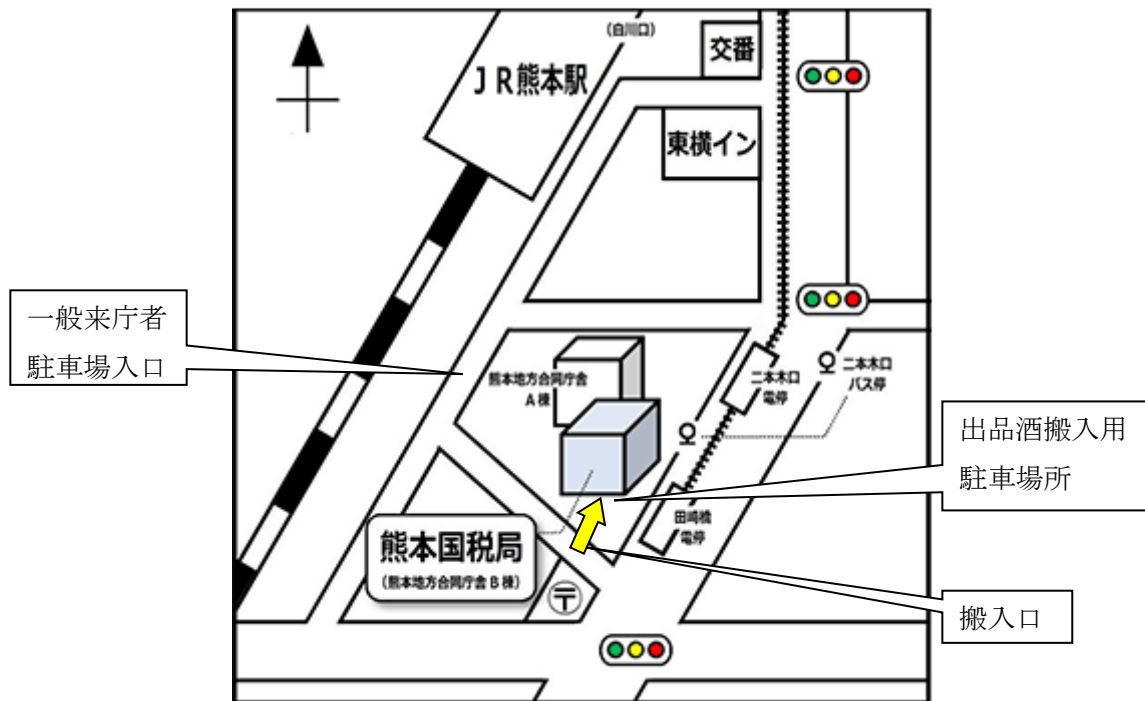 (白川口)
交番
JR熊本駅
東横イン
一般来庁者
駐車場入口
熊本地方合同庁舎
A棟
二本木口
電停
二本木口
バス停
出品酒搬入用
駐車場所
田崎橋
電停
熊本国税局
(熊本地方合同庁舎B棟)
〒
搬入口